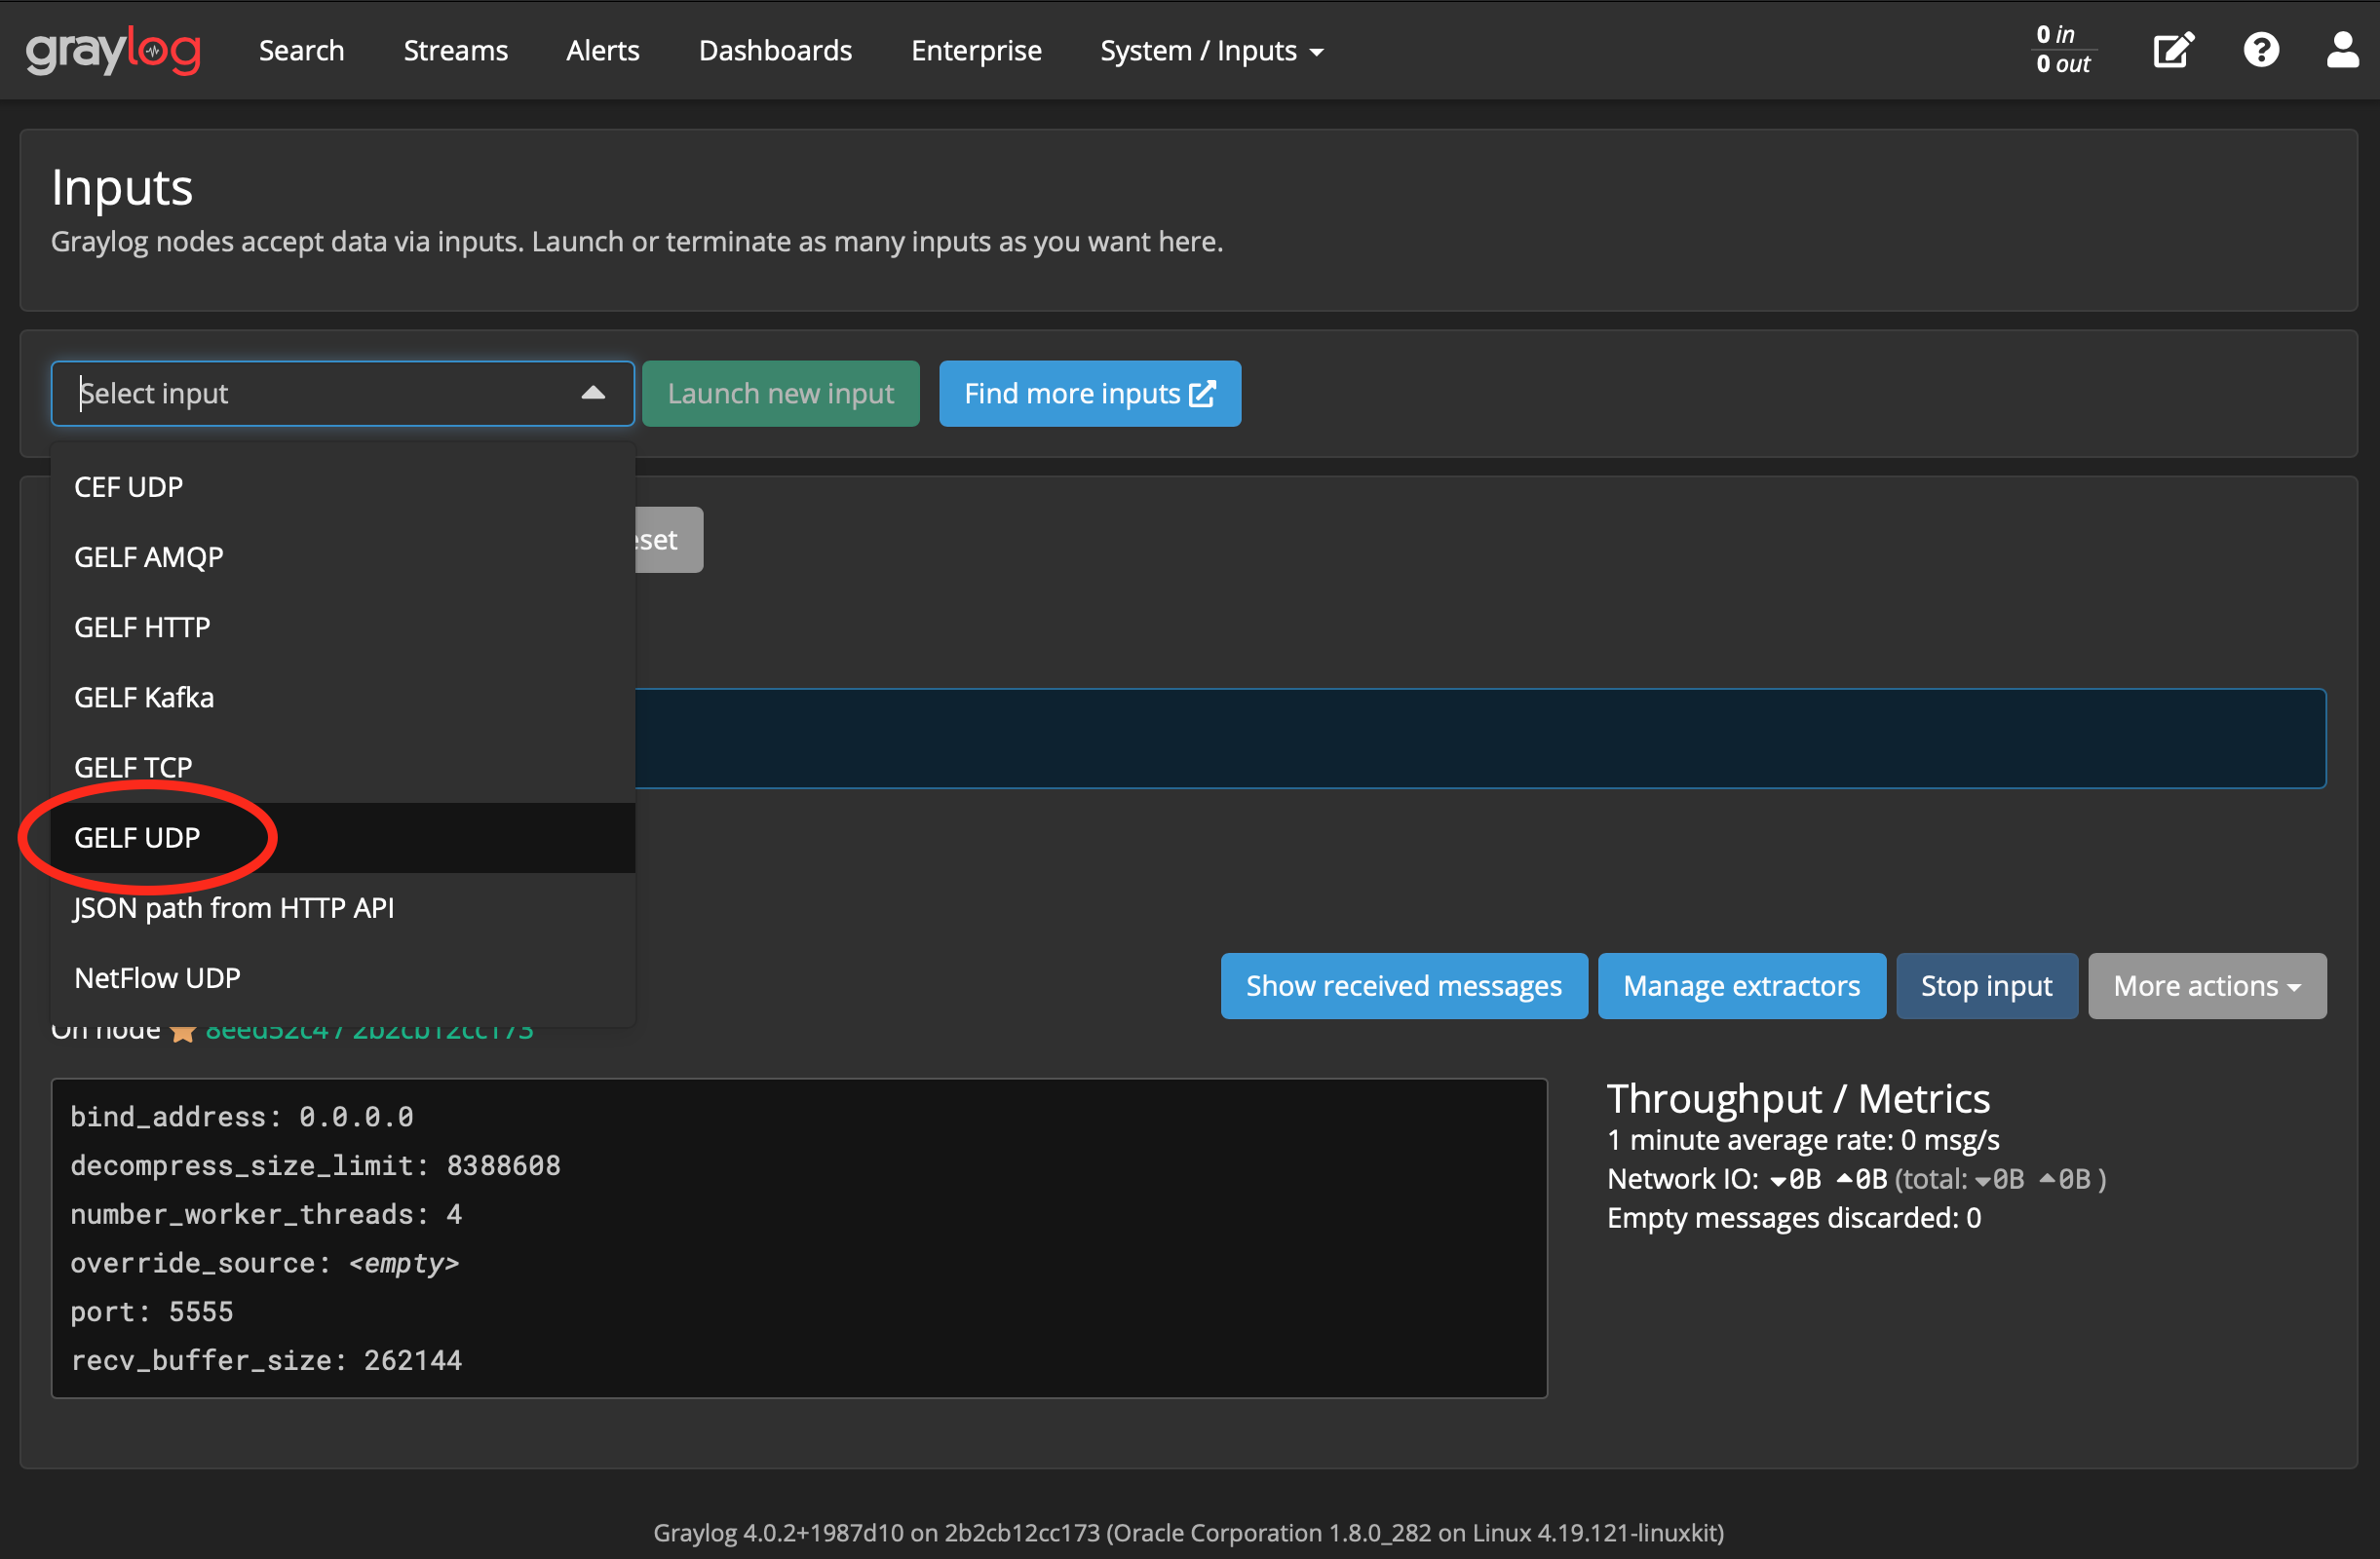 graylog Search Streams Alerts Dashboards Enterprise System / Inputs 0 in
0 out
Inputs
Graylog nodes accept data via inputs. Launch or terminate as many inputs as you want here.
Select input Launch new input Find more inputs
CEF UDP
GELF AMQP
GELF HTTP
GELF Kafka
GELF TCP
GELF UDP
JSON path from HTTP API
NetFlow UDP
Show received messages Manage extractors Stop input More actions
On node 8eed52c4 / 2b2cb12cc173
bind_address: 0.0.0.0
decompress_size_limit: 8388608
number_worker_threads: 4
override_source: <empty>
port: 5555
recv_buffer_size: 262144
Throughput / Metrics
1 minute average rate: 0 msg/s
Network IO: 0B 0B (total: 0B 0B )
Empty messages discarded: 0
Graylog 4.0.2+1987d10 on 2b2cb12cc173 (Oracle Corporation 1.8.0_282 on Linux 4.19.121-linuxkit)